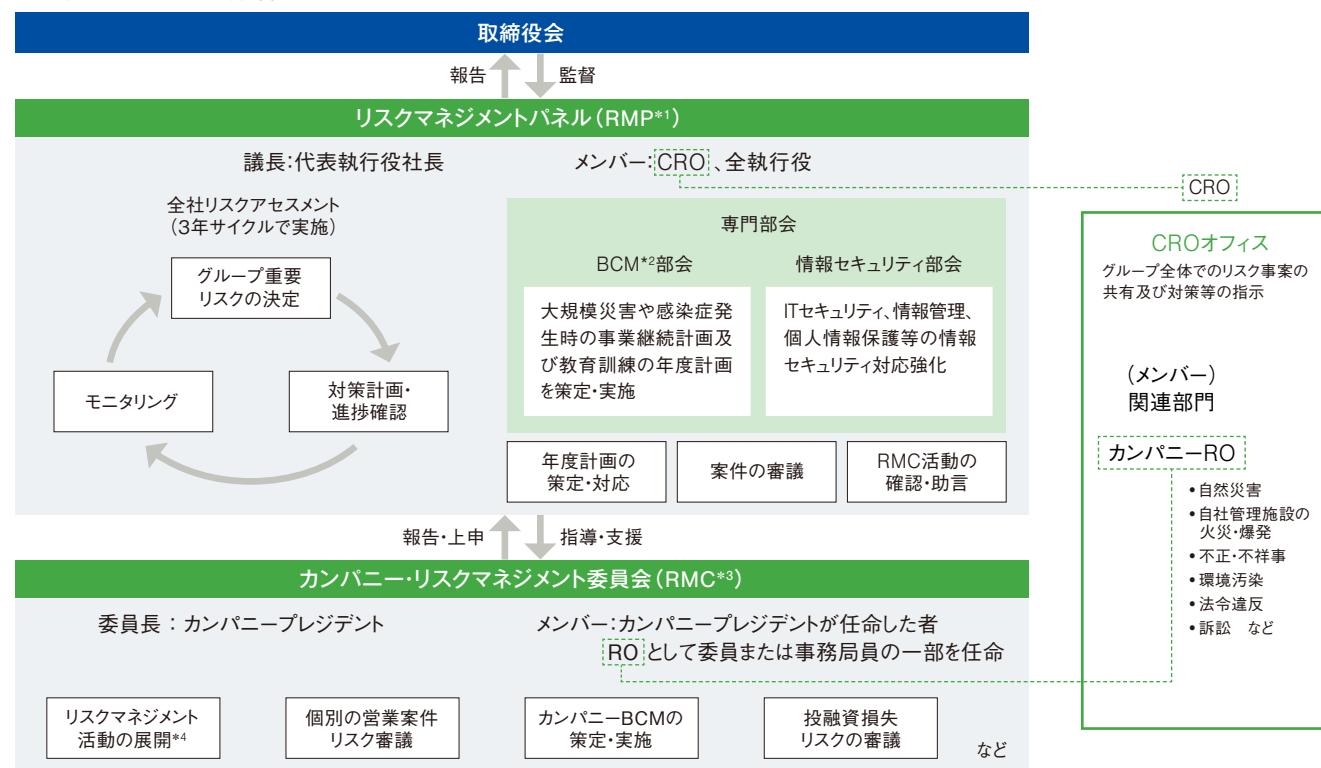 取締役会
報告
監督
リスクマネジメントパネル（RMP*1）
議長：代表執行役社長
メンバー：CRO、全執行役
全社リスクアセスメント
（3年サイクルで実施）
グループ重要
リスクの決定
モニタリング
対策計画・
進捗確認
専門部会
BCM*2部会
大規模災害や感染症発
生時の事業継続計画及
び教育訓練の年度計画
を策定・実施
情報セキュリティ部会
ITセキュリティ、情報管理、
個人情報保護等の情報
セキュリティ対応強化
年度計画の
策定・対応
案件の審議
RMC活動の
確認・助言
報告・上申
指導・支援
カンパニー・リスクマネジメント委員会（RMC*3）
委員長：カンパニープレジデント
メンバー：カンパニープレジデントが任命した者
ROとして委員または事務局員の一部を任命
リスクマネジメント
活動の展開*4
個別の営業案件
リスク審議
カンパニーBCMの
策定・実施
投融資損失
リスクの審議
など
CRO
CROオフィス
グループ全体でのリスク事案の
共有及び対策等の指示
（メンバー）
関連部門
カンパニーRO
•自然災害
•自社管理施設の
火災・爆発
•不正・不祥事
•環境汚染
•法令違反
•訴訟　など